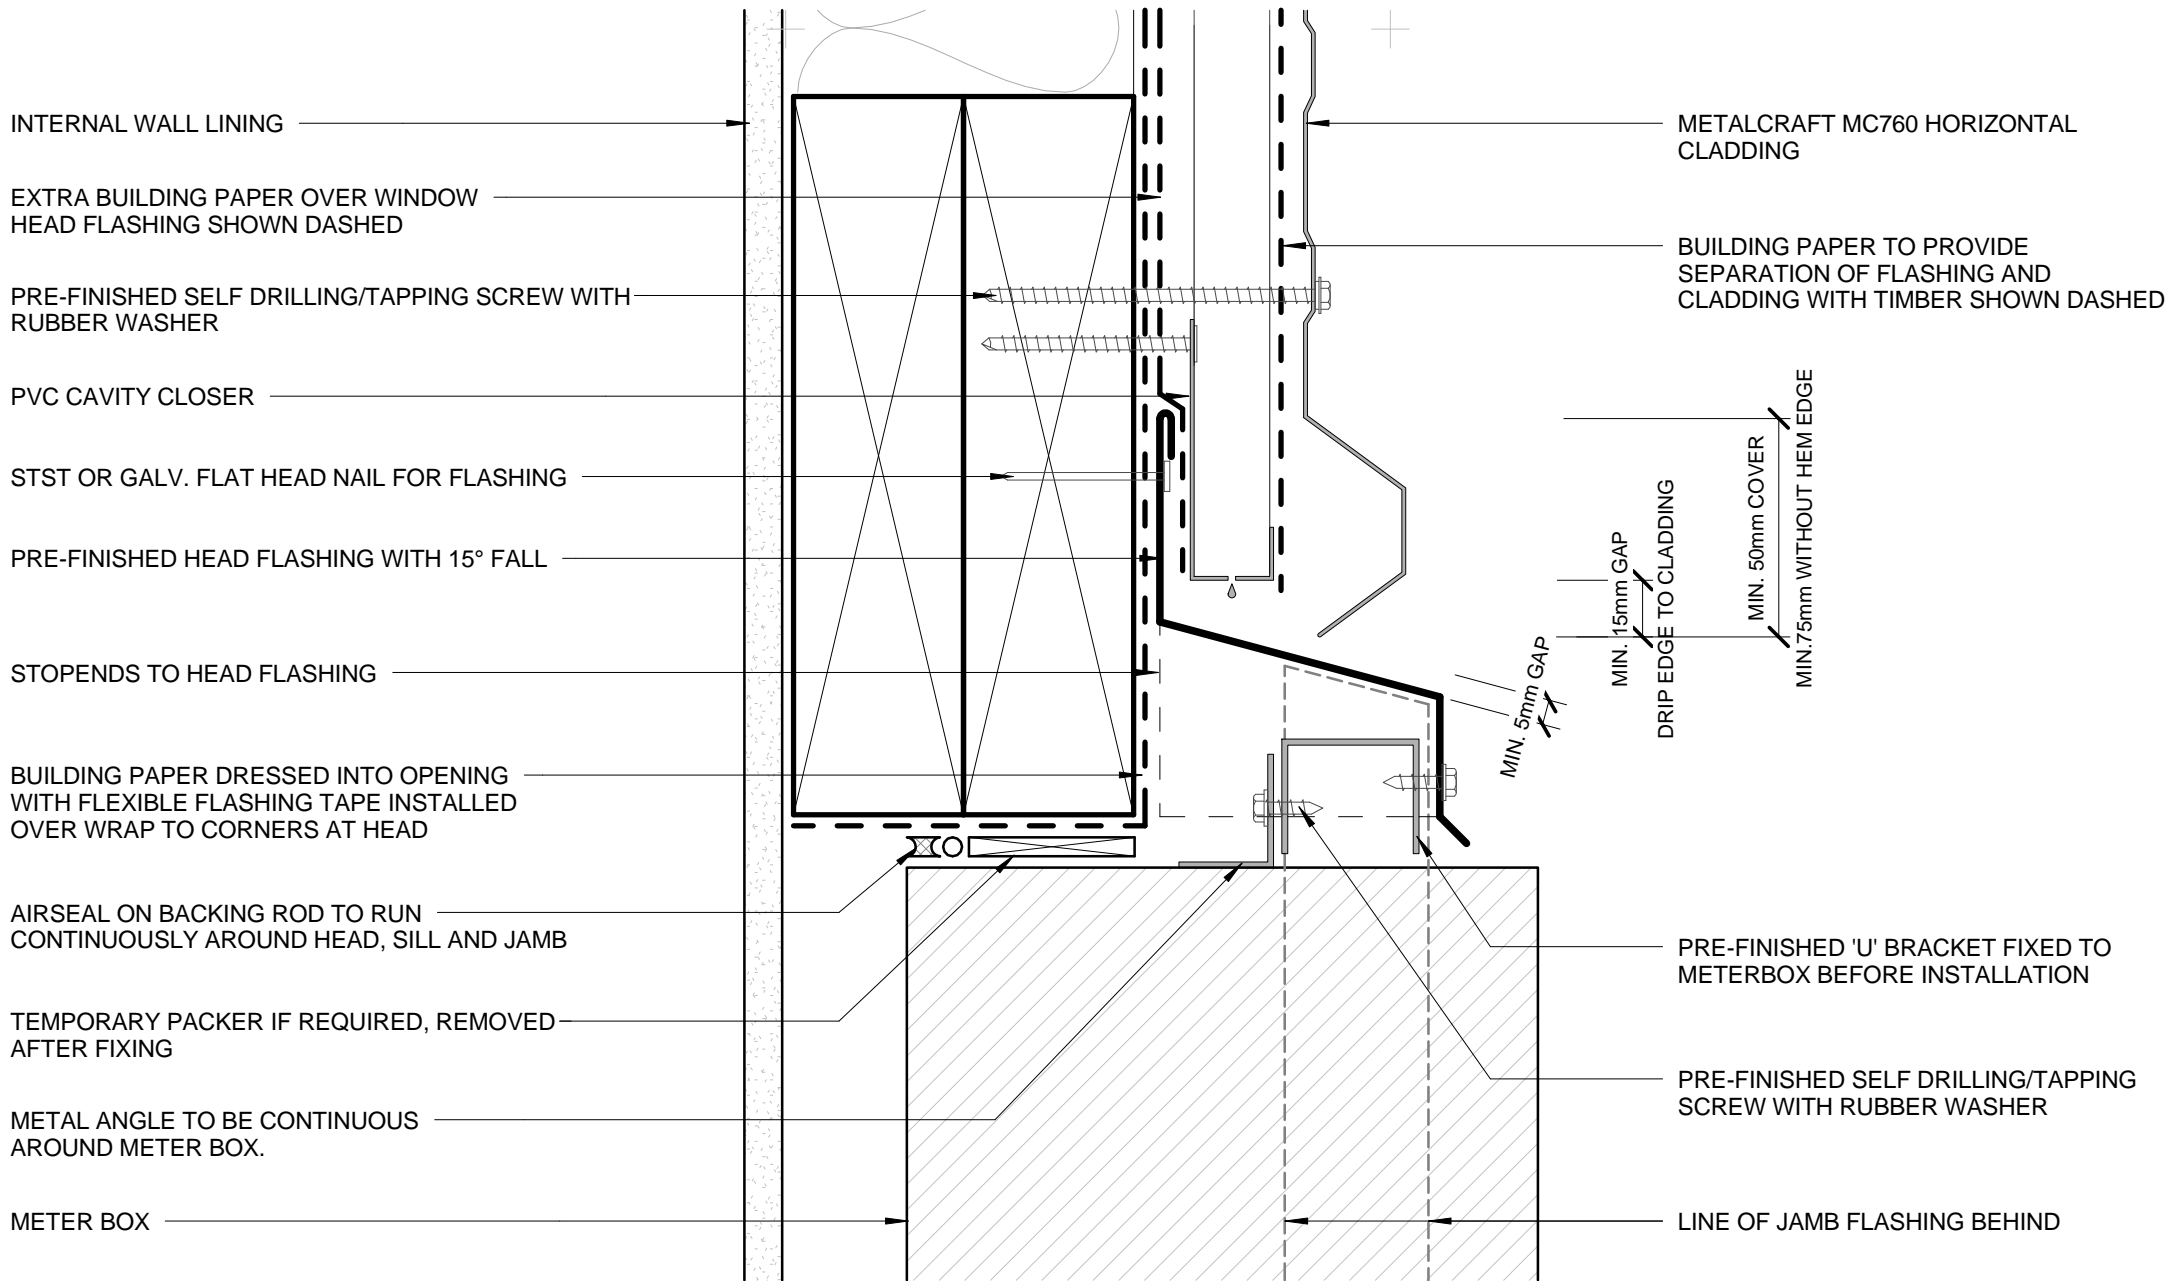 INTERNAL WALL LINING
EXTRA BUILDING PAPER OVER WINDOW
HEAD FLASHING SHOWN DASHED
PRE-FINISHED SELF DRILLING/TAPPING SCREW WITH
RUBBER WASHER
PVC CAVITY CLOSER
STST OR GALV. FLAT HEAD NAIL FOR FLASHING
PRE-FINISHED HEAD FLASHING WITH 15° FALL
STOPENDS TO HEAD FLASHING
BUILDING PAPER DRESSED INTO OPENING
WITH FLEXIBLE FLASHING TAPE INSTALLED
OVER WRAP TO CORNERS AT HEAD
AIRSEAL ON BACKING ROD TO RUN
CONTINUOUSLY AROUND HEAD, SILL AND JAMB
TEMPORARY PACKER IF REQUIRED, REMOVED
AFTER FIXING
METAL ANGLE TO BE CONTINUOUS
AROUND METER BOX.
METER BOX
METALCRAFT MC760 HORIZONTAL
CLADDING
BUILDING PAPER TO PROVIDE
SEPARATION OF FLASHING AND
CLADDING WITH TIMBER SHOWN DASHED
MIN. 5mm GAP
MIN. 15mm GAP
DRIP EDGE TO CLADDING
MIN. 50mm COVER
MIN.75mm WITHOUT HEM EDGE
PRE-FINISHED 'U' BRACKET FIXED TO
METERBOX BEFORE INSTALLATION
PRE-FINISHED SELF DRILLING/TAPPING
SCREW WITH RUBBER WASHER
LINE OF JAMB FLASHING BEHIND